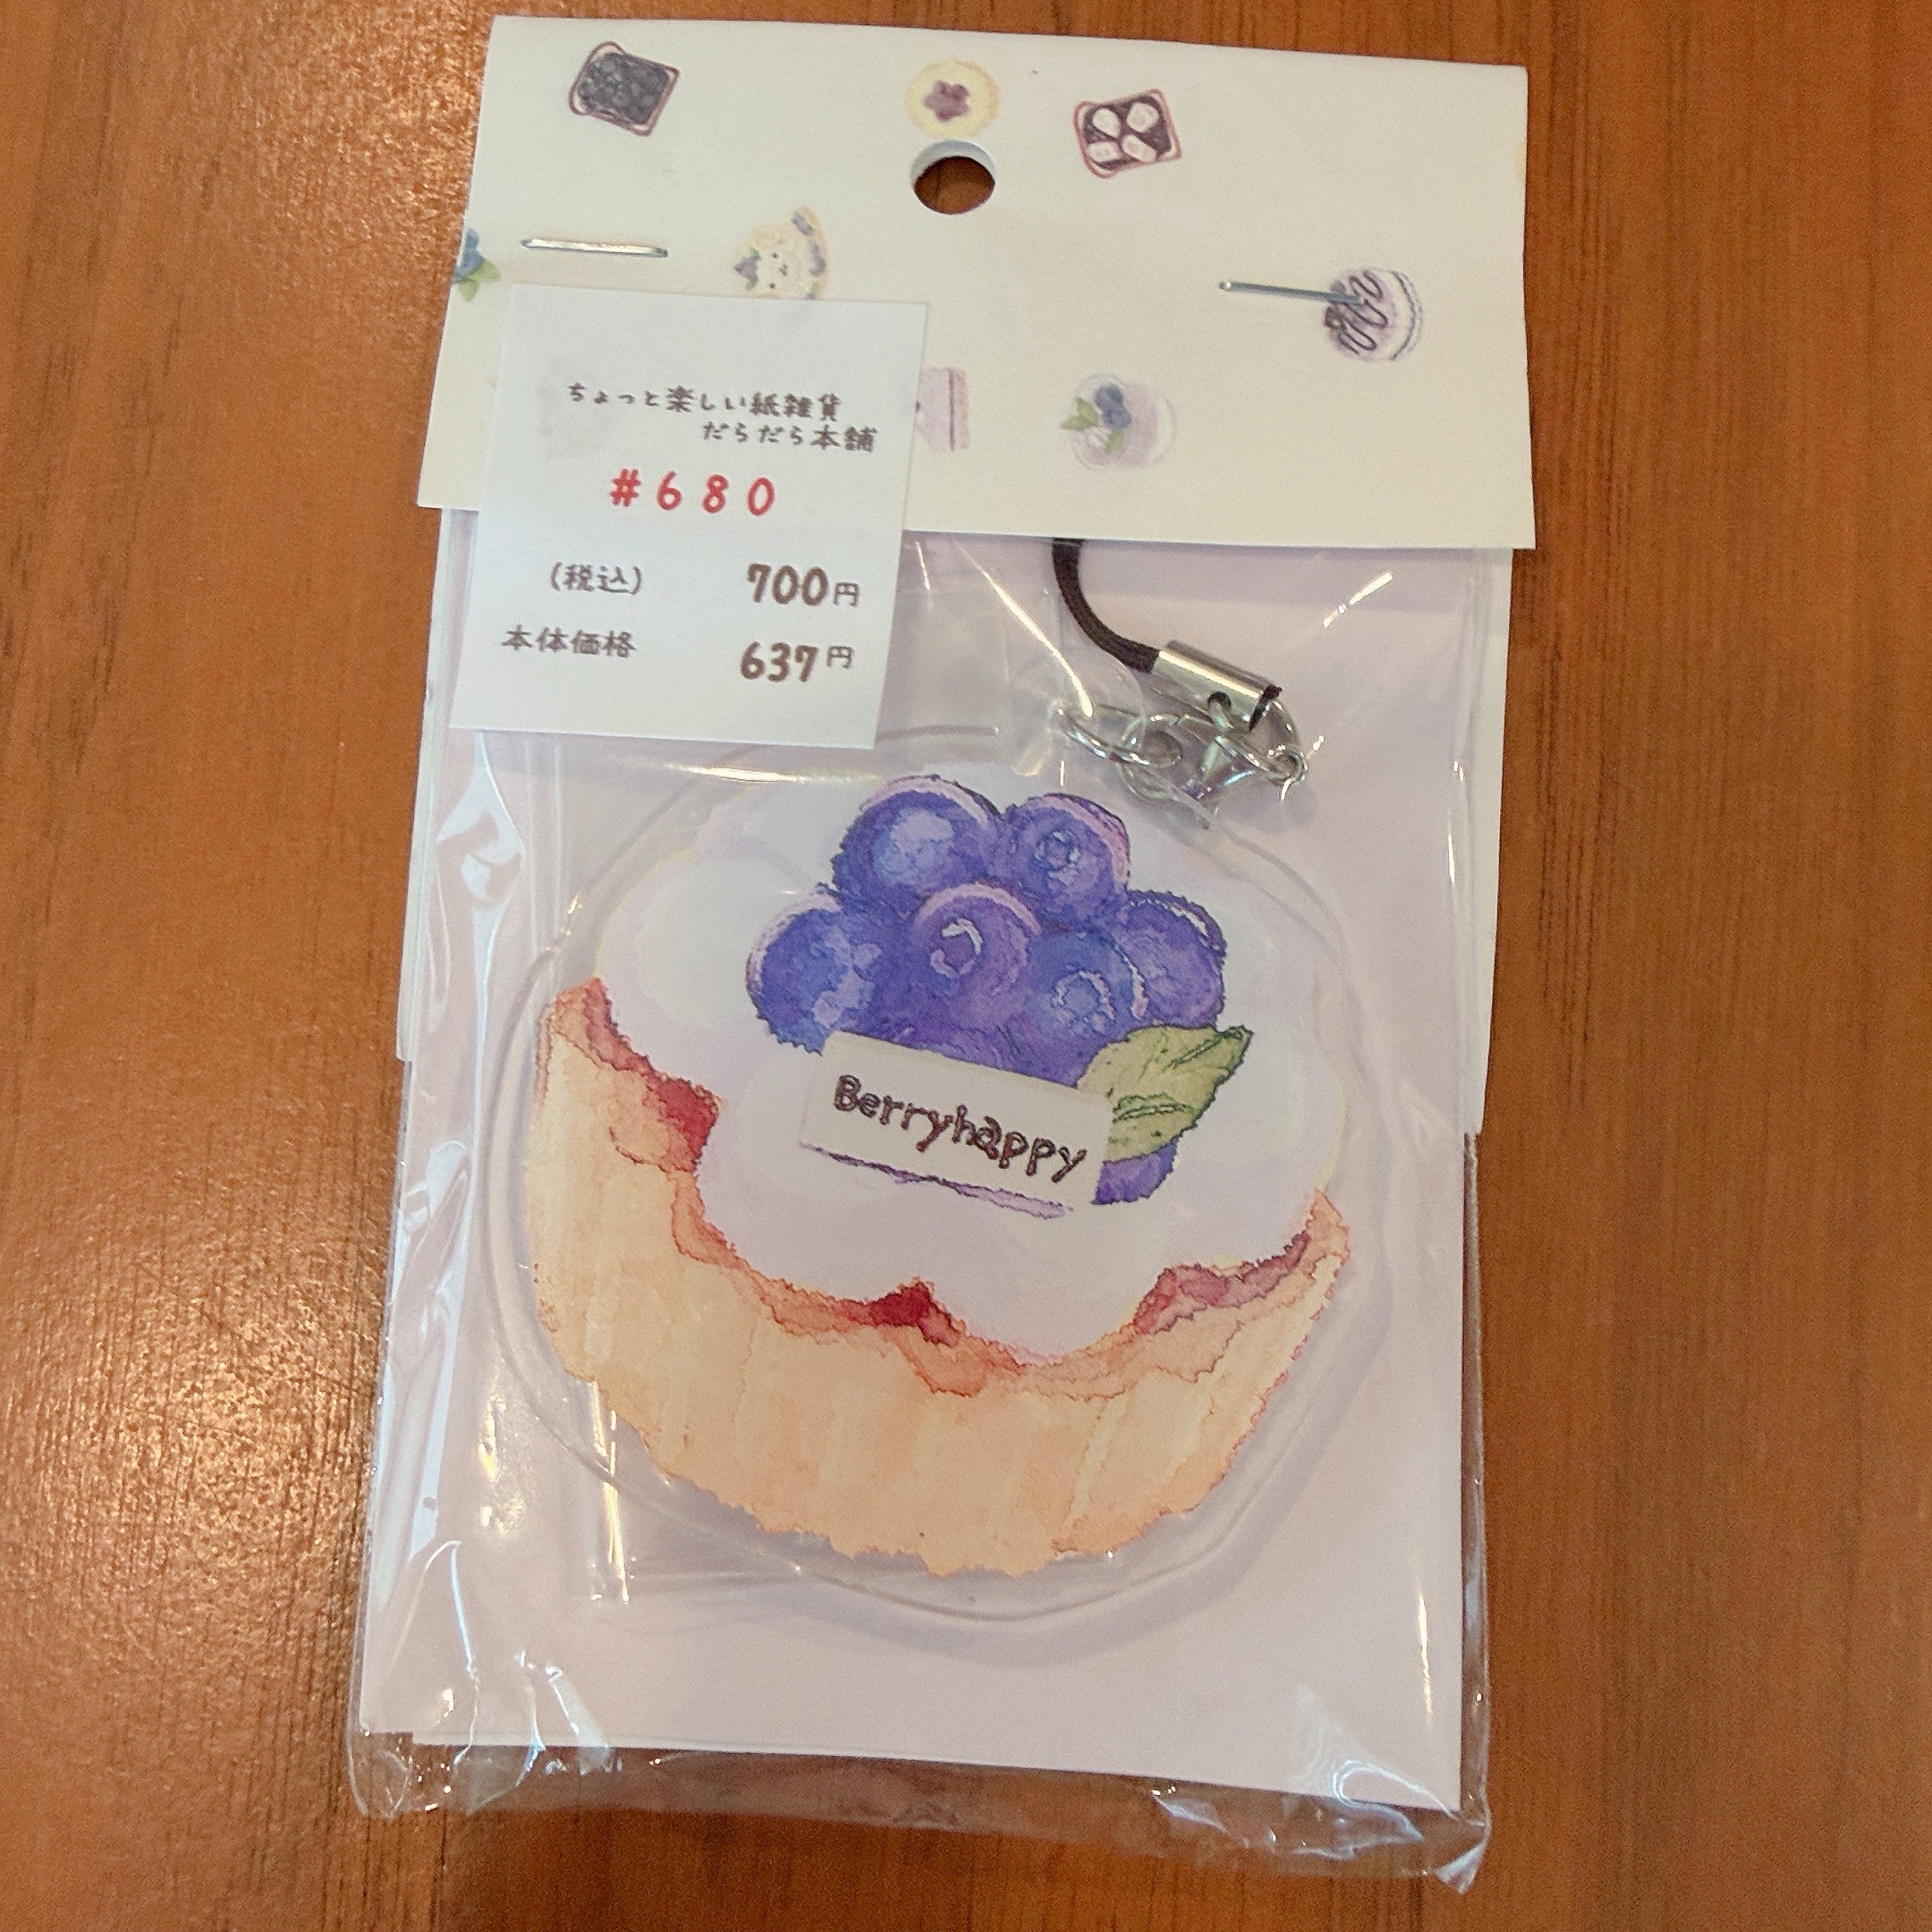 ちょっと楽しい紙雑貨
だらだら本舗
#680
(税込) 700円
本体価格 637円
Berryhappy